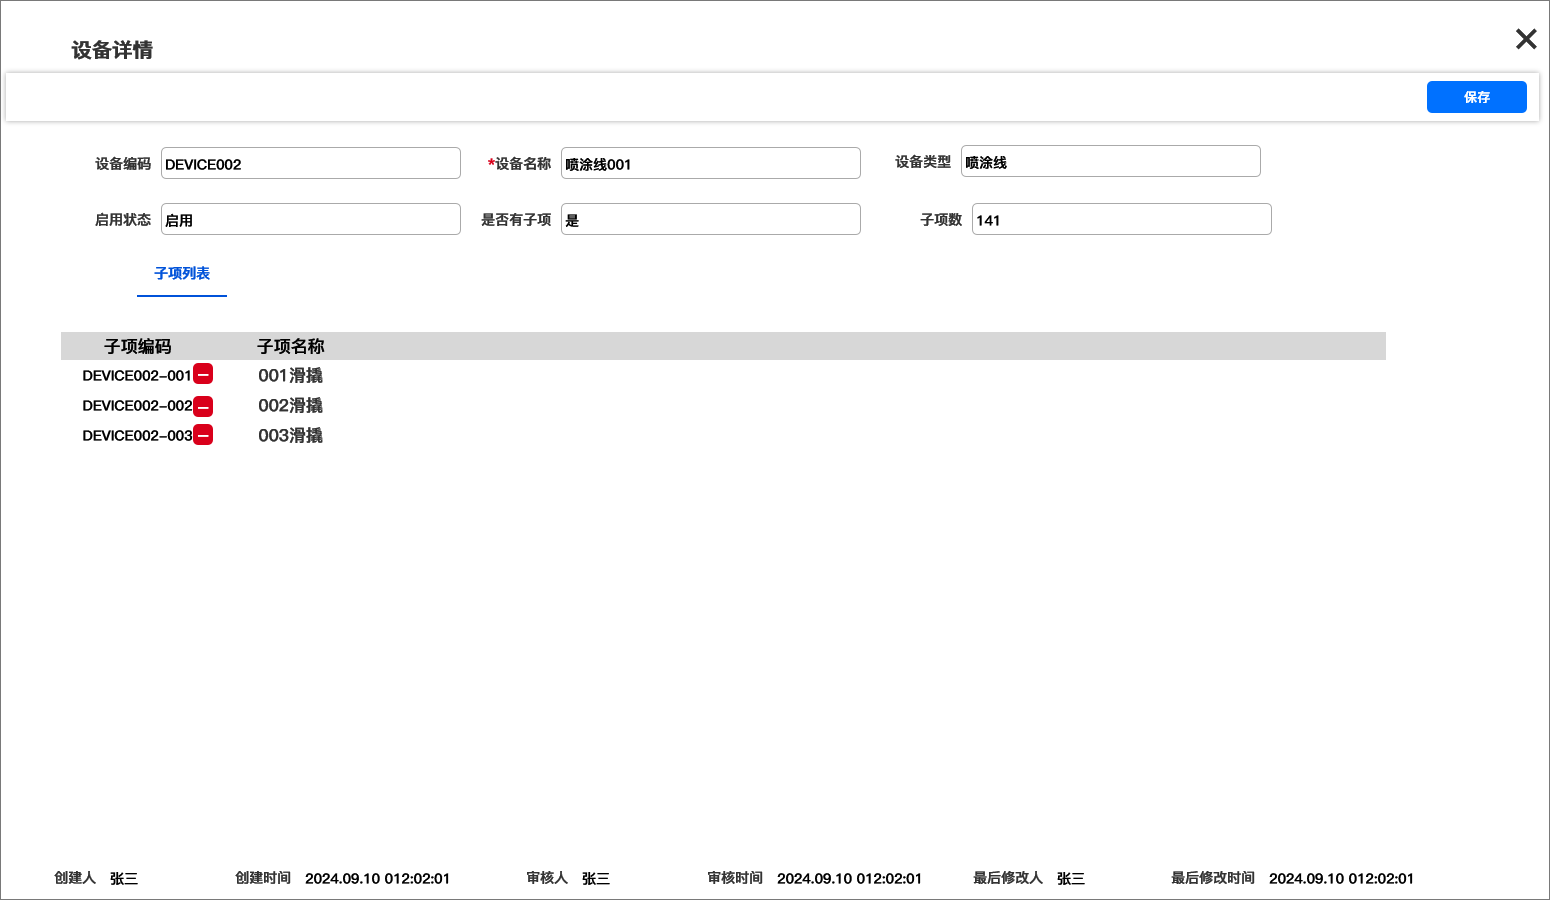 设备详情
保存
设备编码 DEVICE002 *设备名称 喷涂线001 设备类型 喷涂线
启用状态 启用 是否有子项 是 子项数 141
子项列表
子项编码 子项名称
DEVICE002-001 001滑撬
DEVICE002-002 002滑撬
DEVICE002-003 003滑撬
创建人 张三 创建时间 2024.09.10 012:02:01 审核人 张三 审核时间 2024.09.10 012:02:01 最后修改人 张三 最后修改时间 2024.09.10 012:02:01